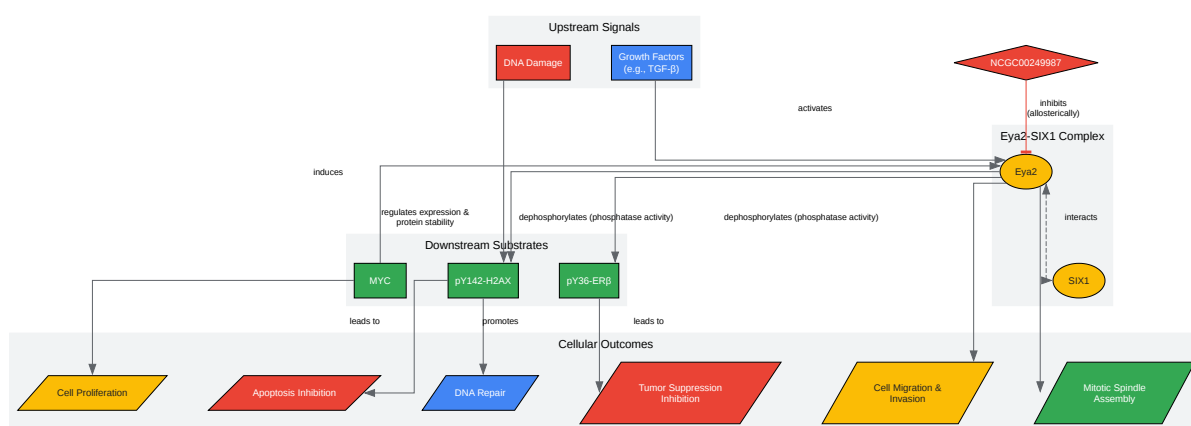 Upstream Signals
DNA Damage
Growth Factors
(e.g., TGF-β)
NCGC00249987
activates
inhibits
(allosterically)
Eya2-SIX1 Complex
Eya2
induces
regulates expression &
protein stability
dephosphorylates (phosphatase activity)
dephosphorylates (phosphatase activity)
interacts
Downstream Substrates
MYC
pY142-H2AX
pY36-ERβ
SIX1
leads to
promotes
leads to
Cellular Outcomes
Cell Proliferation
Apoptosis Inhibition
DNA Repair
Tumor Suppression
Inhibition
Cell Migration &
Invasion
Mitotic Spindle
Assembly